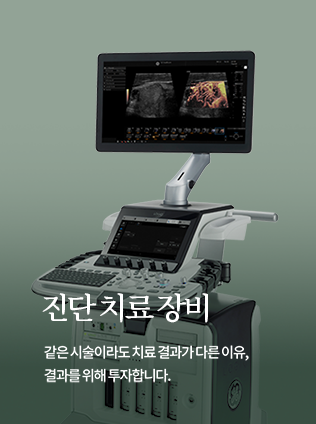 진단 치료 장비
같은 시술이라도 치료 결과가 다른 이유,
결과를 위해 투자합니다.